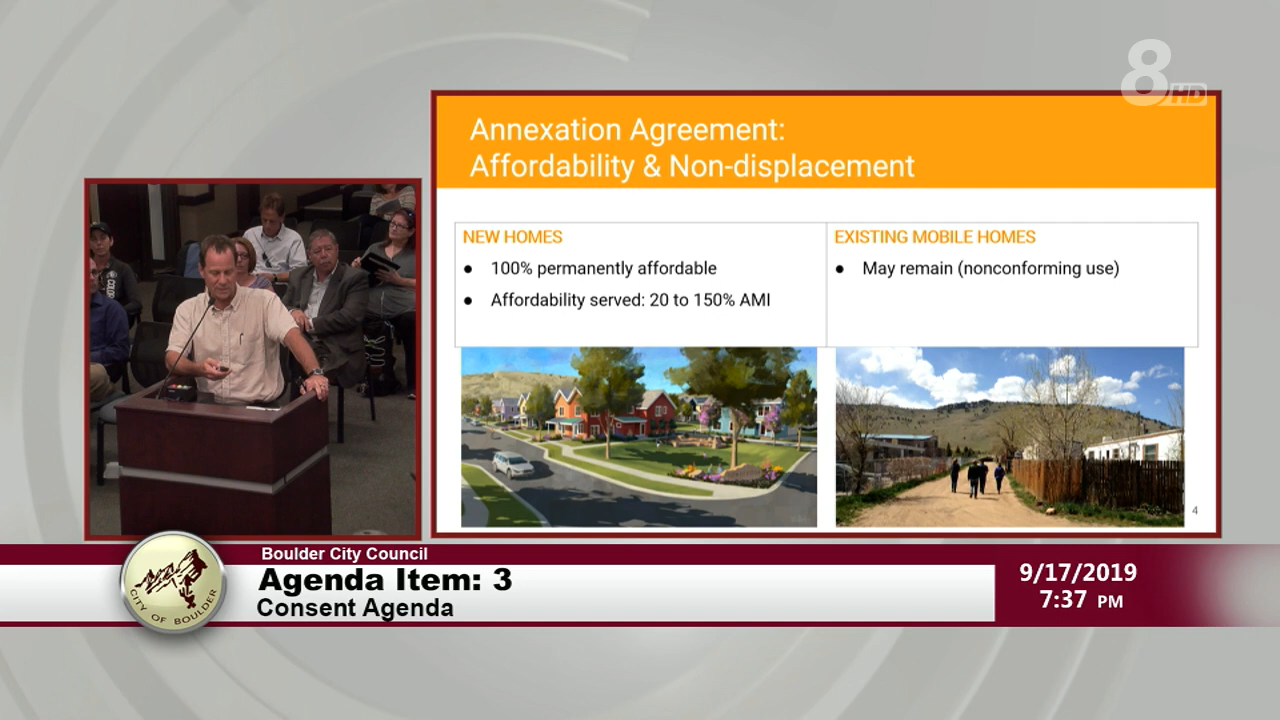 8
HD
Annexation Agreement:
Affordability & Non-displacement
NEW HOMES
● 100% permanently affordable
● Affordability served: 20 to 150% AMI
EXISTING MOBILE HOMES
● May remain (nonconforming use)
4
Boulder City Council
Agenda Item: 3
Consent Agenda
CITY OF BOULDER
9/17/2019
7:37 PM